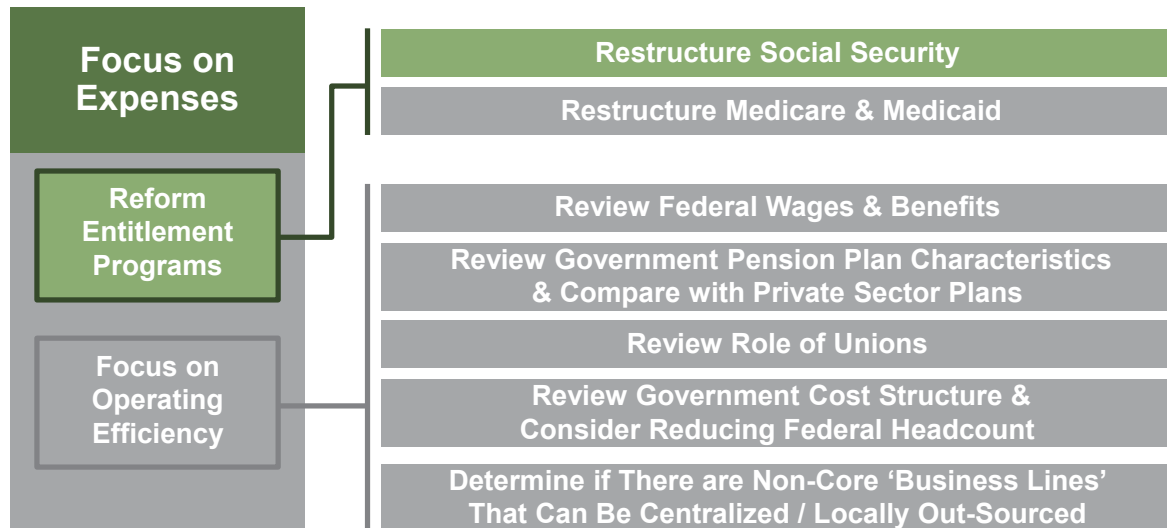 Focus on
Expenses
Reform
Entitlement
Programs
Focus on
Operating
Efficiency
Restructure Social Security
Restructure Medicare & Medicaid
Review Federal Wages & Benefits
Review Government Pension Plan Characteristics
& Compare with Private Sector Plans
Review Role of Unions
Review Government Cost Structure &
Consider Reducing Federal Headcount
Determine if There are Non-Core ‘Business Lines’
That Can Be Centralized / Locally Out-Sourced